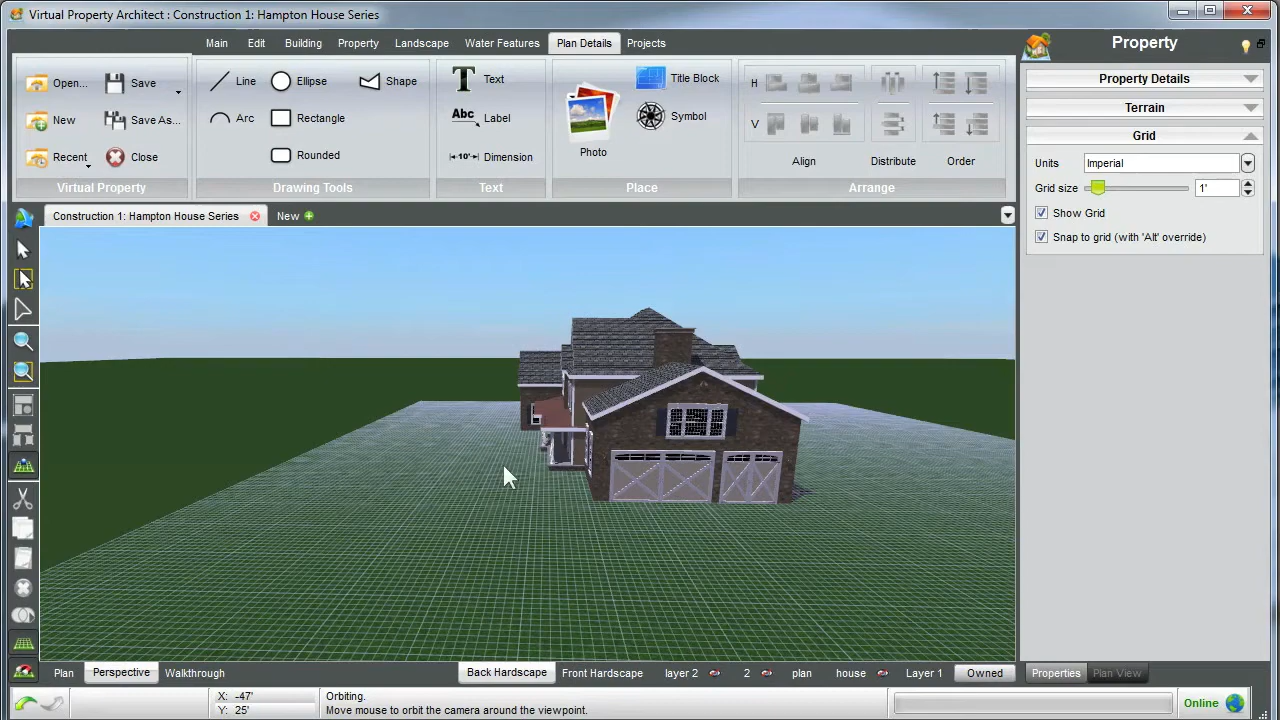 Virtual Property Architect : Construction 1: Hampton House Series
Main Edit Building Property Landscape Water Features Plan Details Projects
Open... Save
New Save As...
Recent Close
Virtual Property
Line Ellipse Shape
Arc Rectangle
Rounded
Drawing Tools
T Text
Abc Label
10' Dimension
Text
Photo
Title Block
Symbol
Place
H
V
Align Distribute Order
Arrange
Property
Property Details
Terrain
Grid
Units Imperial
Grid size 1'
Show Grid
Snap to grid (with 'Alt' override)
Construction 1: Hampton House Series New
Plan Perspective Walkthrough Back Hardscape Front Hardscape layer 2 2 plan house Layer 1 Owned Properties Plan View
X: -47'
Y: 25'
Orbiting.
Move mouse to orbit the camera around the viewpoint.
Online